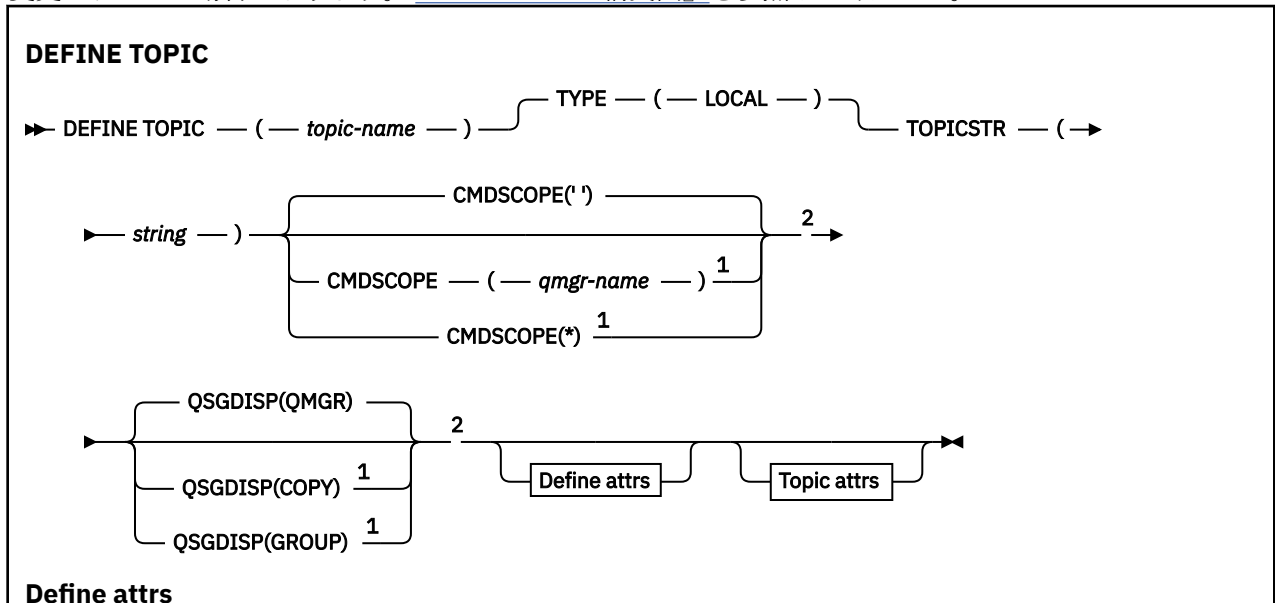 DEFINE TOPIC
DEFINE TOPIC ( topic-name ) TYPE ( LOCAL ) TOPICSTR (
string ) CMDSCOPE(' ') 2
CMDSCOPE ( qmgr-name ) 1
CMDSCOPE(*) 1
QSGDISP(QMGR) 2
QSGDISP(COPY) 1
QSGDISP(GROUP) 1
Define attrs
Topic attrs
Define attrs